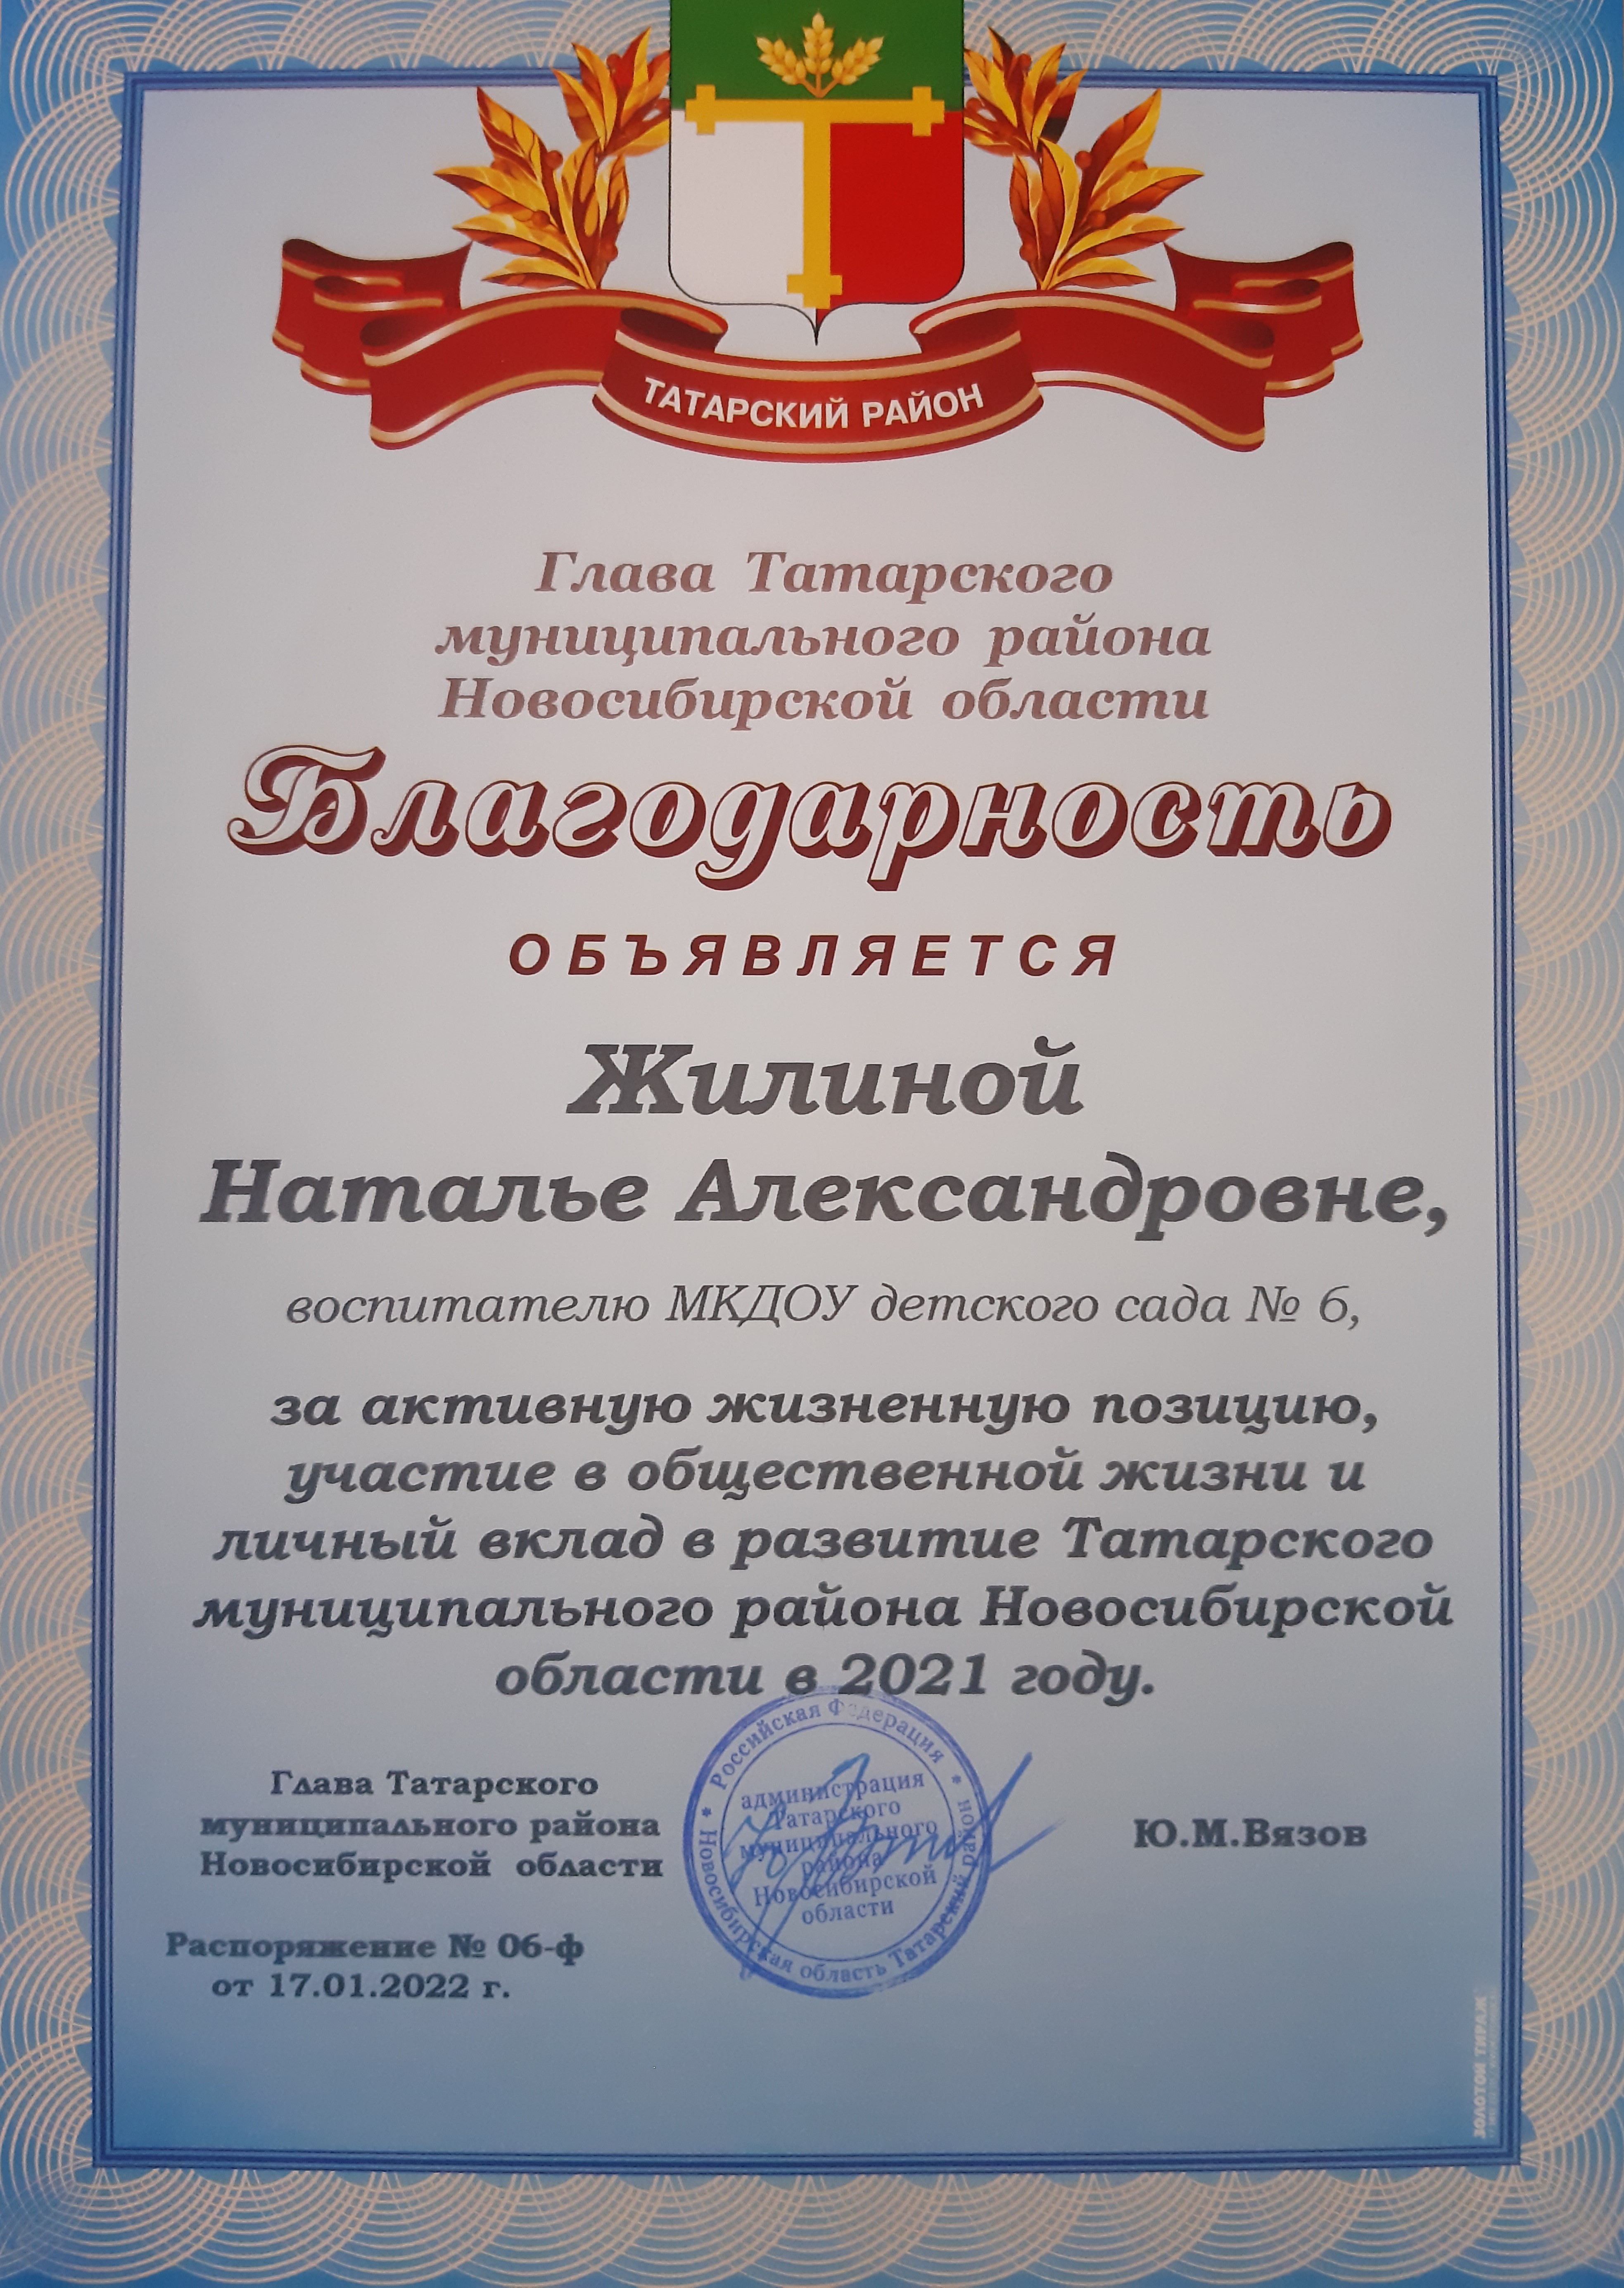 ТАТАРСКИЙ РАЙОН
Глава Татарского
муниципального района
Новосибирской области
Благодарность
ОБЪЯВЛЯЕТСЯ
Жилиной
Наталье Александровне,
воспитателю МКДОУ детского сада № 6,
за активную жизненную позицию,
участие в общественной жизни и
личный вклад в развитие Татарского
муниципального района Новосибирской
области в 2021 году.
Глава Татарского
муниципального района
Новосибирской области
Российская Федерация
* Новосибирская область Татарский район *
администрация
Татарского
муниципального
района
Новосибирской
области
Ю.М.Вязов
Распоряжение № 06-ф
от 17.01.2022 г.
ЗОЛОТОЙ ТИРАЖ